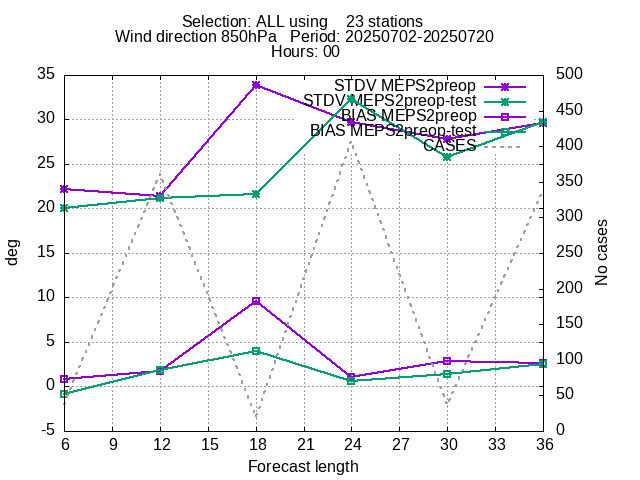 Selection: ALL using    23 stations
Wind direction 850hPa   Period: 20250702-20250720
Hours: 00
STDV MEPS2preop
STDV MEPS2preop-test
BIAS MEPS2preop
BIAS MEPS2preop-test
CASES
35
30
25
20
15
10
5
0
-5
500
450
400
350
300
250
200
150
100
50
0
deg
No cases
6 9 12 15 18 21 24 27 30 33 36
Forecast length